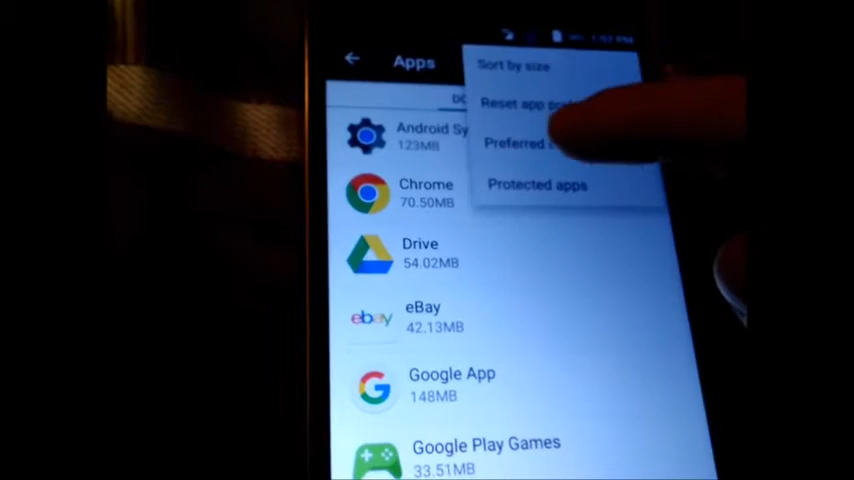 Apps
Sort by size
Reset app
Preferred
Protected apps
Android Sy
123MB
Chrome
70.50MB
Drive
54.02MB
ebay
eBay
42.13MB
Google App
148MB
Google Play Games
33.51MB